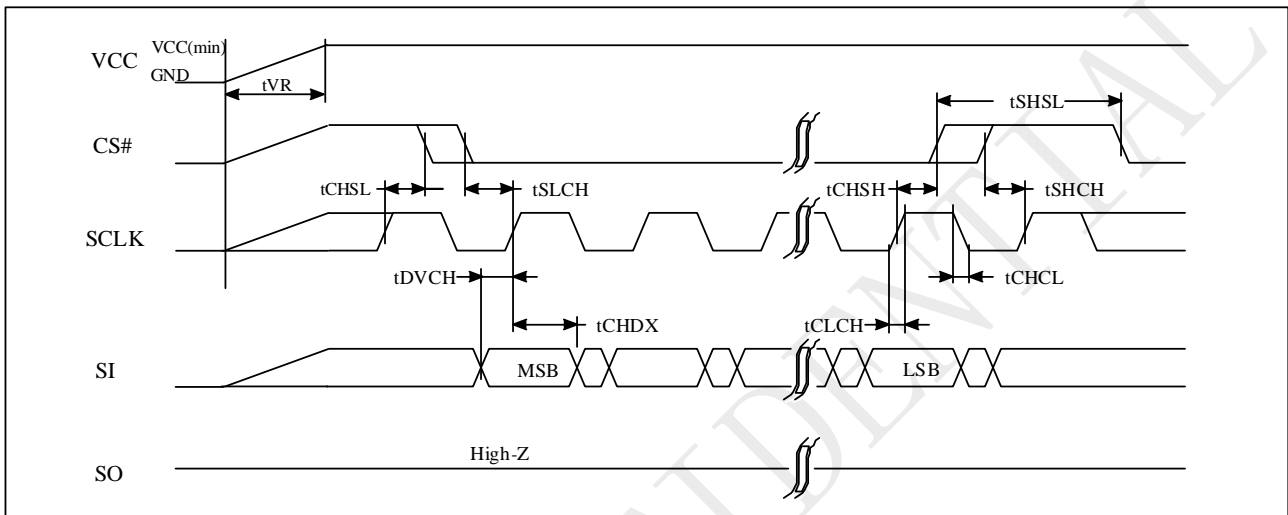 VCC(min)
VCC
GND
tVR
tSHSL
CS#
tCHSL
tSLCH
tCHSH
tSHCH
SCLK
tDVCH
tCHCL
tCHDX
tCLCH
SI
MSB
LSB
High-Z
SO